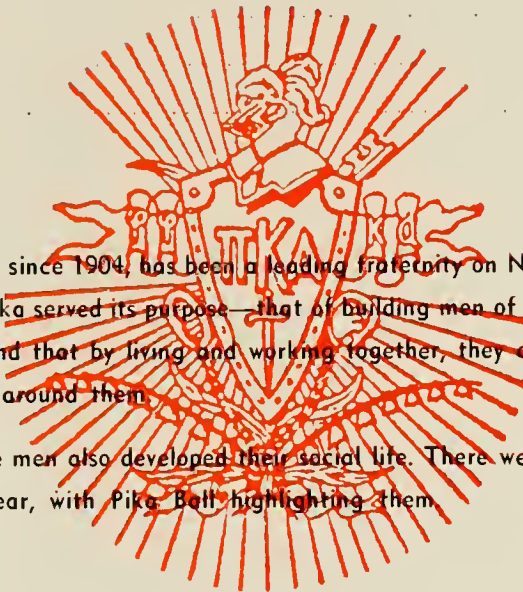 ΠΚΑ
since 1904, has been a leading fraternity on N
ka served its purpose—that of building men of
nd that by living and working together, they
around them.
e men also developed their social life. There we
ear, with Pika Ball highlighting them.